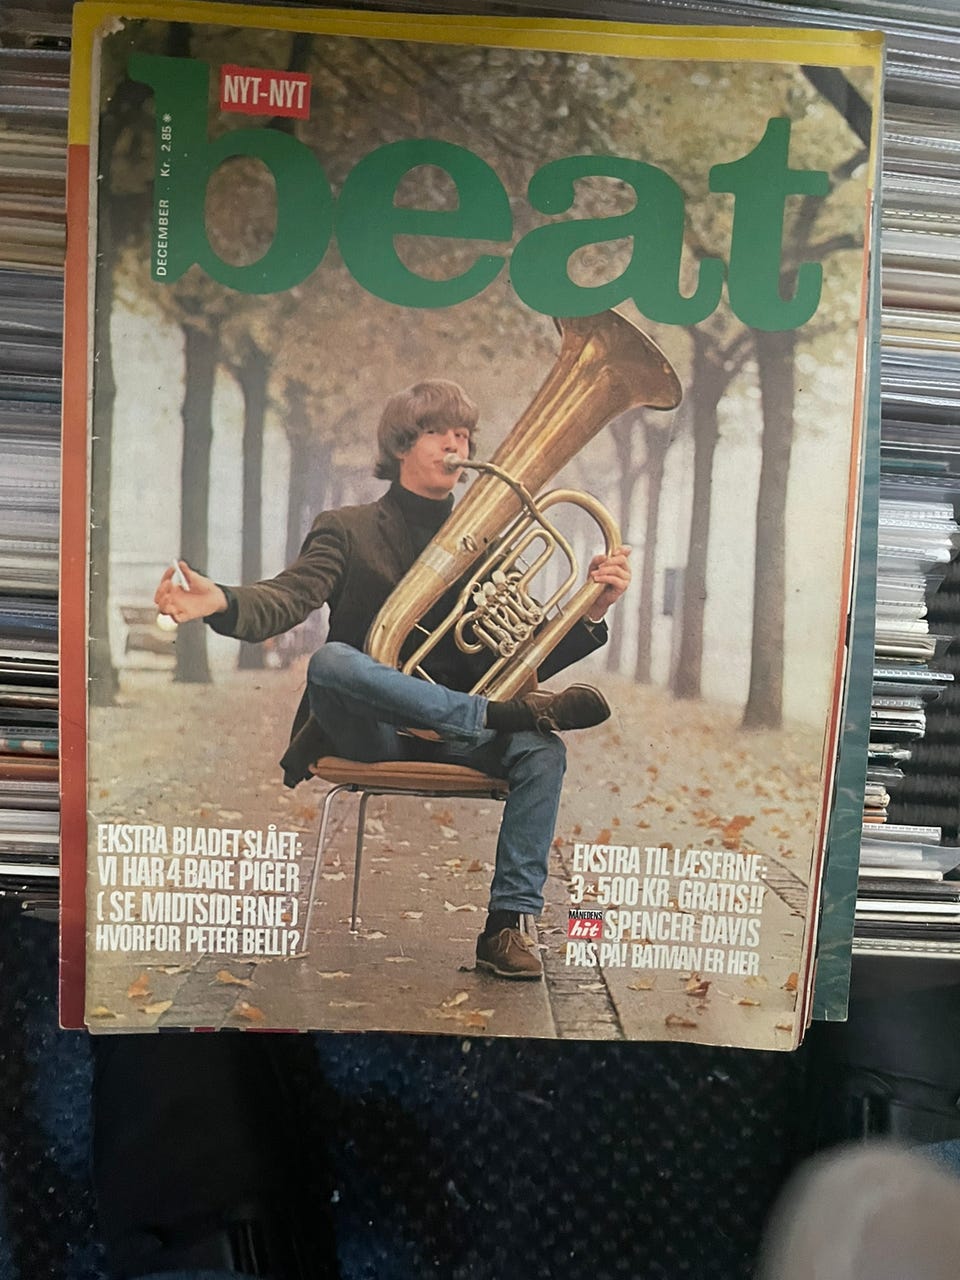 NYT-NYT
beat
DECEMBER . Kr. 2.85 *
EKSTRA BLADET SLÅET:
VI HAR 4 BARE PIGER
( SE MIDTSIDERNE )
HVORFOR PETER BELLI?
EKSTRA TIL LÆSERNE:
3 x 500 KR. GRATIS!!
MÅNEDENS hit SPENCER DAVIS
PAS PÅ! BATMAN ER HER